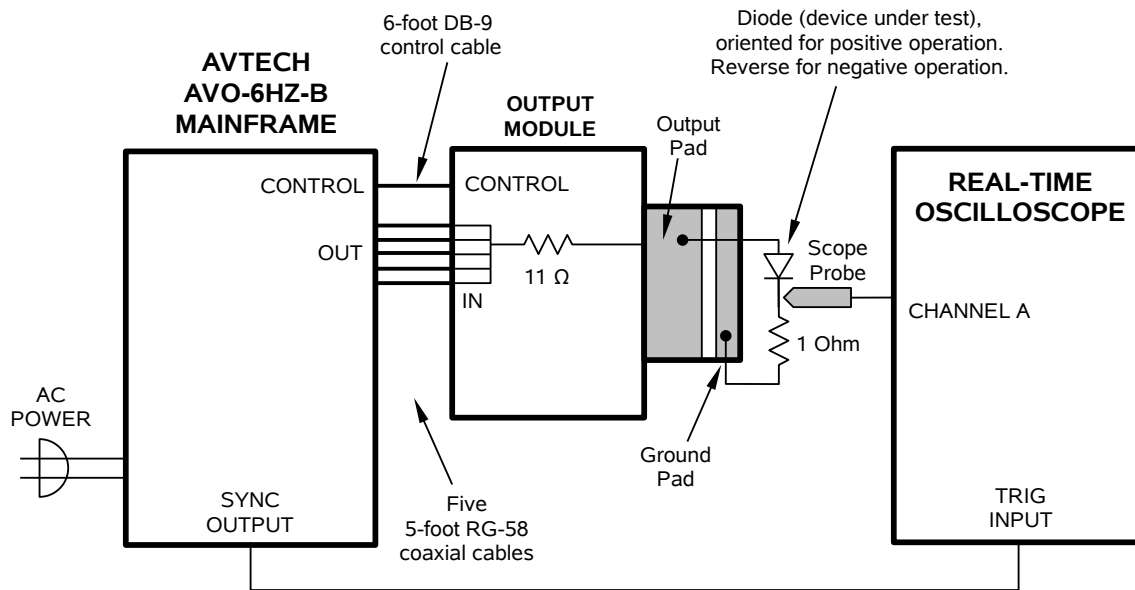 6-foot DB-9
control cable
Diode (device under test),
oriented for positive operation.
Reverse for negative operation.
AVTECH
AVO-6HZ-B
MAINFRAME
OUTPUT
MODULE
Output
Pad
REAL-TIME
OSCILLOSCOPE
CONTROL
CONTROL
OUT
IN
11 Ω
Scope
Probe
CHANNEL A
1 Ohm
AC
POWER
Ground
Pad
SYNC
OUTPUT
Five
5-foot RG-58
coaxial cables
TRIG
INPUT